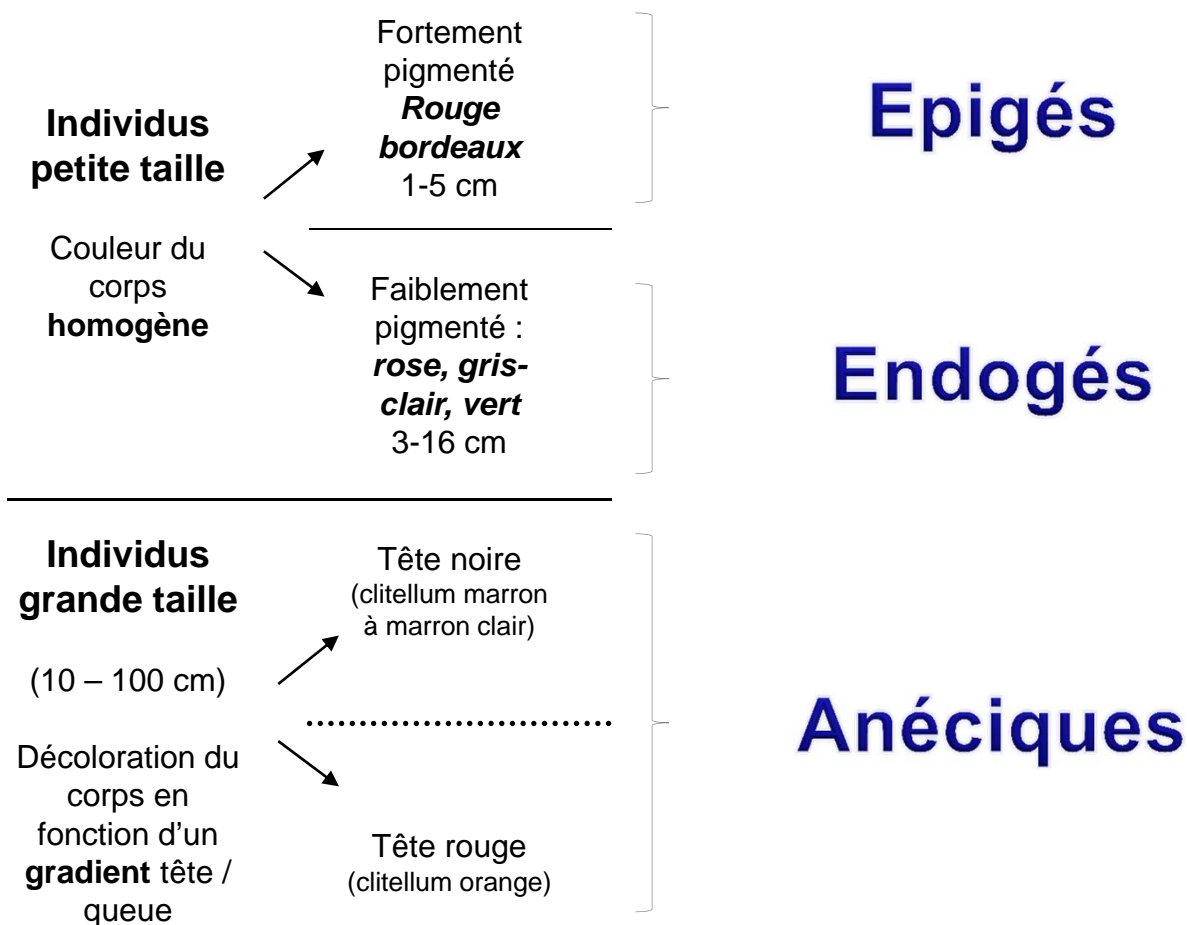 Individus
petite taille
Couleur du
corps
homogène
Fortement
pigmenté
Rouge
bordeaux
1-5 cm
Epigés
Faiblement
pigmenté :
rose, gris-
clair, vert
3-16 cm
Endogés
Individus
grande taille
(10 – 100 cm)
Décoloration du
corps en
fonction d'un
gradient tête /
queue
Tête noire
(clitellum marron
à marron clair)
Tête rouge
(clitellum orange)
Anéciques